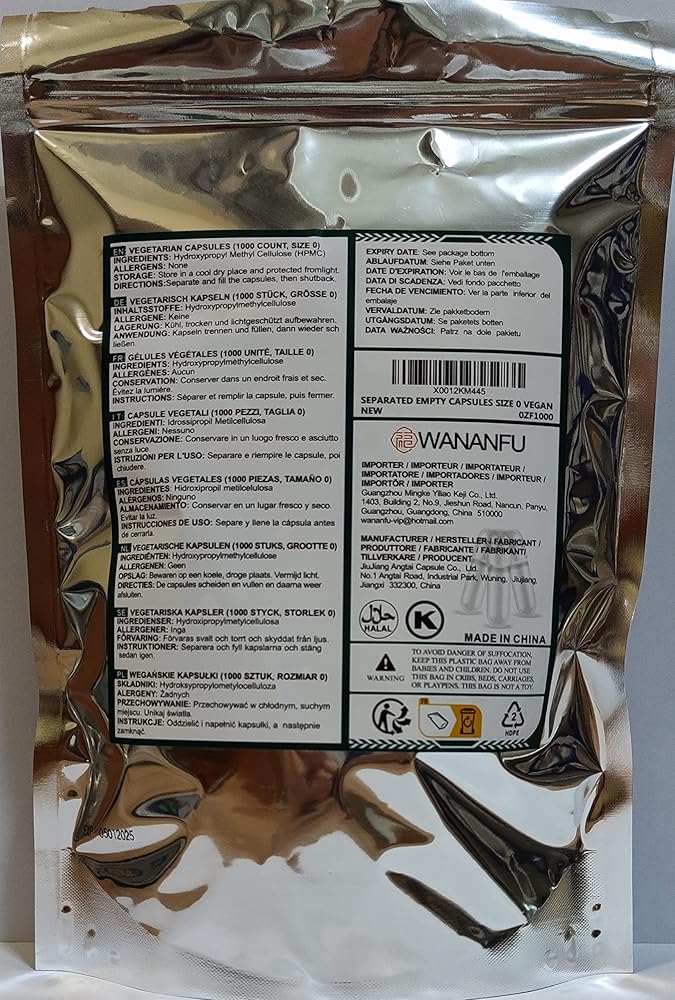 EN VEGETARIAN CAPSULES (1000 COUNT, SIZE 0)
INGREDIENTS: Hydroxypropyl Methyl Cellulose (HPMC)
ALLERGENS: None
STORAGE: Store in a cool dry place and protected fromlight.
DIRECTIONS:Separate and fill the capsules, then shutback.
DE VEGETARISCH KAPSELN (1000 STÜCK, GRÖSSE 0)
INHALTSSTOFFE: Hydroxypropylmethylcellulose
ALLERGENE: Keine
LAGERUNG: Kühl, trocken und lichtgeschützt aufbewahren.
ANWENDUNG: Kapseln trennen und füllen, dann wieder sch
ließen.
FR GÉLULES VÉGÉTALES (1000 UNITÉ, TAILLE 0)
INGREDIENTS: Hydroxypropylméthylcellulose
ALLERGÈNES: Aucun
CONSERVATION: Conserver dans un endroit frais et sec.
Évitez la lumière.
INSTRUCTIONS: Séparer et remplir la capsule, puis fermer.
IT CAPSULE VEGETALI (1000 PEZZI, TAGLIA 0)
INGREDIENTI: Idrossipropil Metilcellulosa
ALLERGENI: Nessuno
CONSERVAZIONE: Conservare in un luogo fresco e asciutto
senza luce.
ISTRUZIONI PER L'USO: Separare e riempire le capsule, poi
chiudere.
ES CÁPSULAS VEGETALES (1000 PIEZAS, TAMAÑO 0)
INGREDIENTES: Hidroxipropil metilcelulosa
ALÉRGENOS: Ninguno
ALMACENAMIENTO: Conservar en un lugar fresco y seco.
Evitar la luz.
INSTRUCCIONES DE USO: Separe y llene la cápsula antes
de cerrarla.
NL VEGETARISCHE KAPSULEN (1000 STUKS, GROOTTE 0)
INGREDIËNTEN: Hydroxypropylmethylcellulose
ALLERGENEN: Geen
OPSLAG: Bewaren op een koele, droge plaats. Vermijd licht.
DIRECTIES: De capsules scheiden en vullen en daarna weer
afsluiten.
SE VEGETARISKA KAPSLER (1000 STYCK, STORLEK 0)
INGREDIENSER: Hydroxipropylmetylcellulosa
ALLERGENER: Inga
FÖRVARING: Förvaras svalt och torrt och skyddat från ljus.
INSTRUKTIONER: Separera och fyll kapslarna och stäng
sedan igen.
PL WEGAŃSKIE KAPSUŁKI (1000 SZTUK, ROZMIAR 0)
SKŁADNIKI: Hydroksypropylometylocelluloza
ALERGENY: Żadnych
PRZECHOWYWANIE: Przechowywać w chłodnym, suchym
miejscu. Unikaj światła.
INSTRUKCJE: Oddzielić i napełnić kapsułki, a następnie
zamknąć.
EXPIRY DATE: See package bottom
ABLAUFDATUM: Siehe Paket unten
DATE D'EXPIRATION: Voir le bas de l'emballage
DATA DI SCADENZA: Vedi fondo pacchetto
FECHA DE VENCIMIENTO: Ver la parte inferior del
embalaje
VERVALDATUM: Zie pakketbodem
UTGÅNGSDATUM: Se paketets botten
DATA WAŻNOŚCI: Patrz na dole pakietu
X0012KM445
SEPARATED EMPTY CAPSULES SIZE 0 VEGAN
NEW 0ZF1000
WANANFU
IMPORTER / IMPORTEUR / IMPORTATEUR /
IMPORTATORE / IMPORTADORES / IMPORTEUR /
IMPORTÖR / IMPORTER
Guangzhou Mingke Yiliao Keji Co., Ltd.
1403, Building 2, No.9, Jieshun Road, Nancun, Panyu,
Guangzhou, Guangdong, China 510000
wananfu-vip@hotmail.com
MANUFACTURER / HERSTELLER / FABRICANT /
PRODUTTORE / FABRICANTE / FABRIKANT/
TILLVERKARE / PRODUCENT
JiuJiang Angtai Capsule Co., Ltd.
No.1 Angtai Road, Industrial Park, Wuning, Jiujiang,
Jiangxi 332300, China
حلال
HALAL
K
MADE IN CHINA
WARNING
TO AVOID DANGER OF SUFFOCATION,
KEEP THIS PLASTIC BAG AWAY FROM
BABIES AND CHILDREN. DO NOT USE
THIS BAG IN CRIBS, BEDS, CARRIAGES,
OR PLAYPENS. THIS BAG IS NOT A TOY.
FR
2
HDPE
EXP 05012025